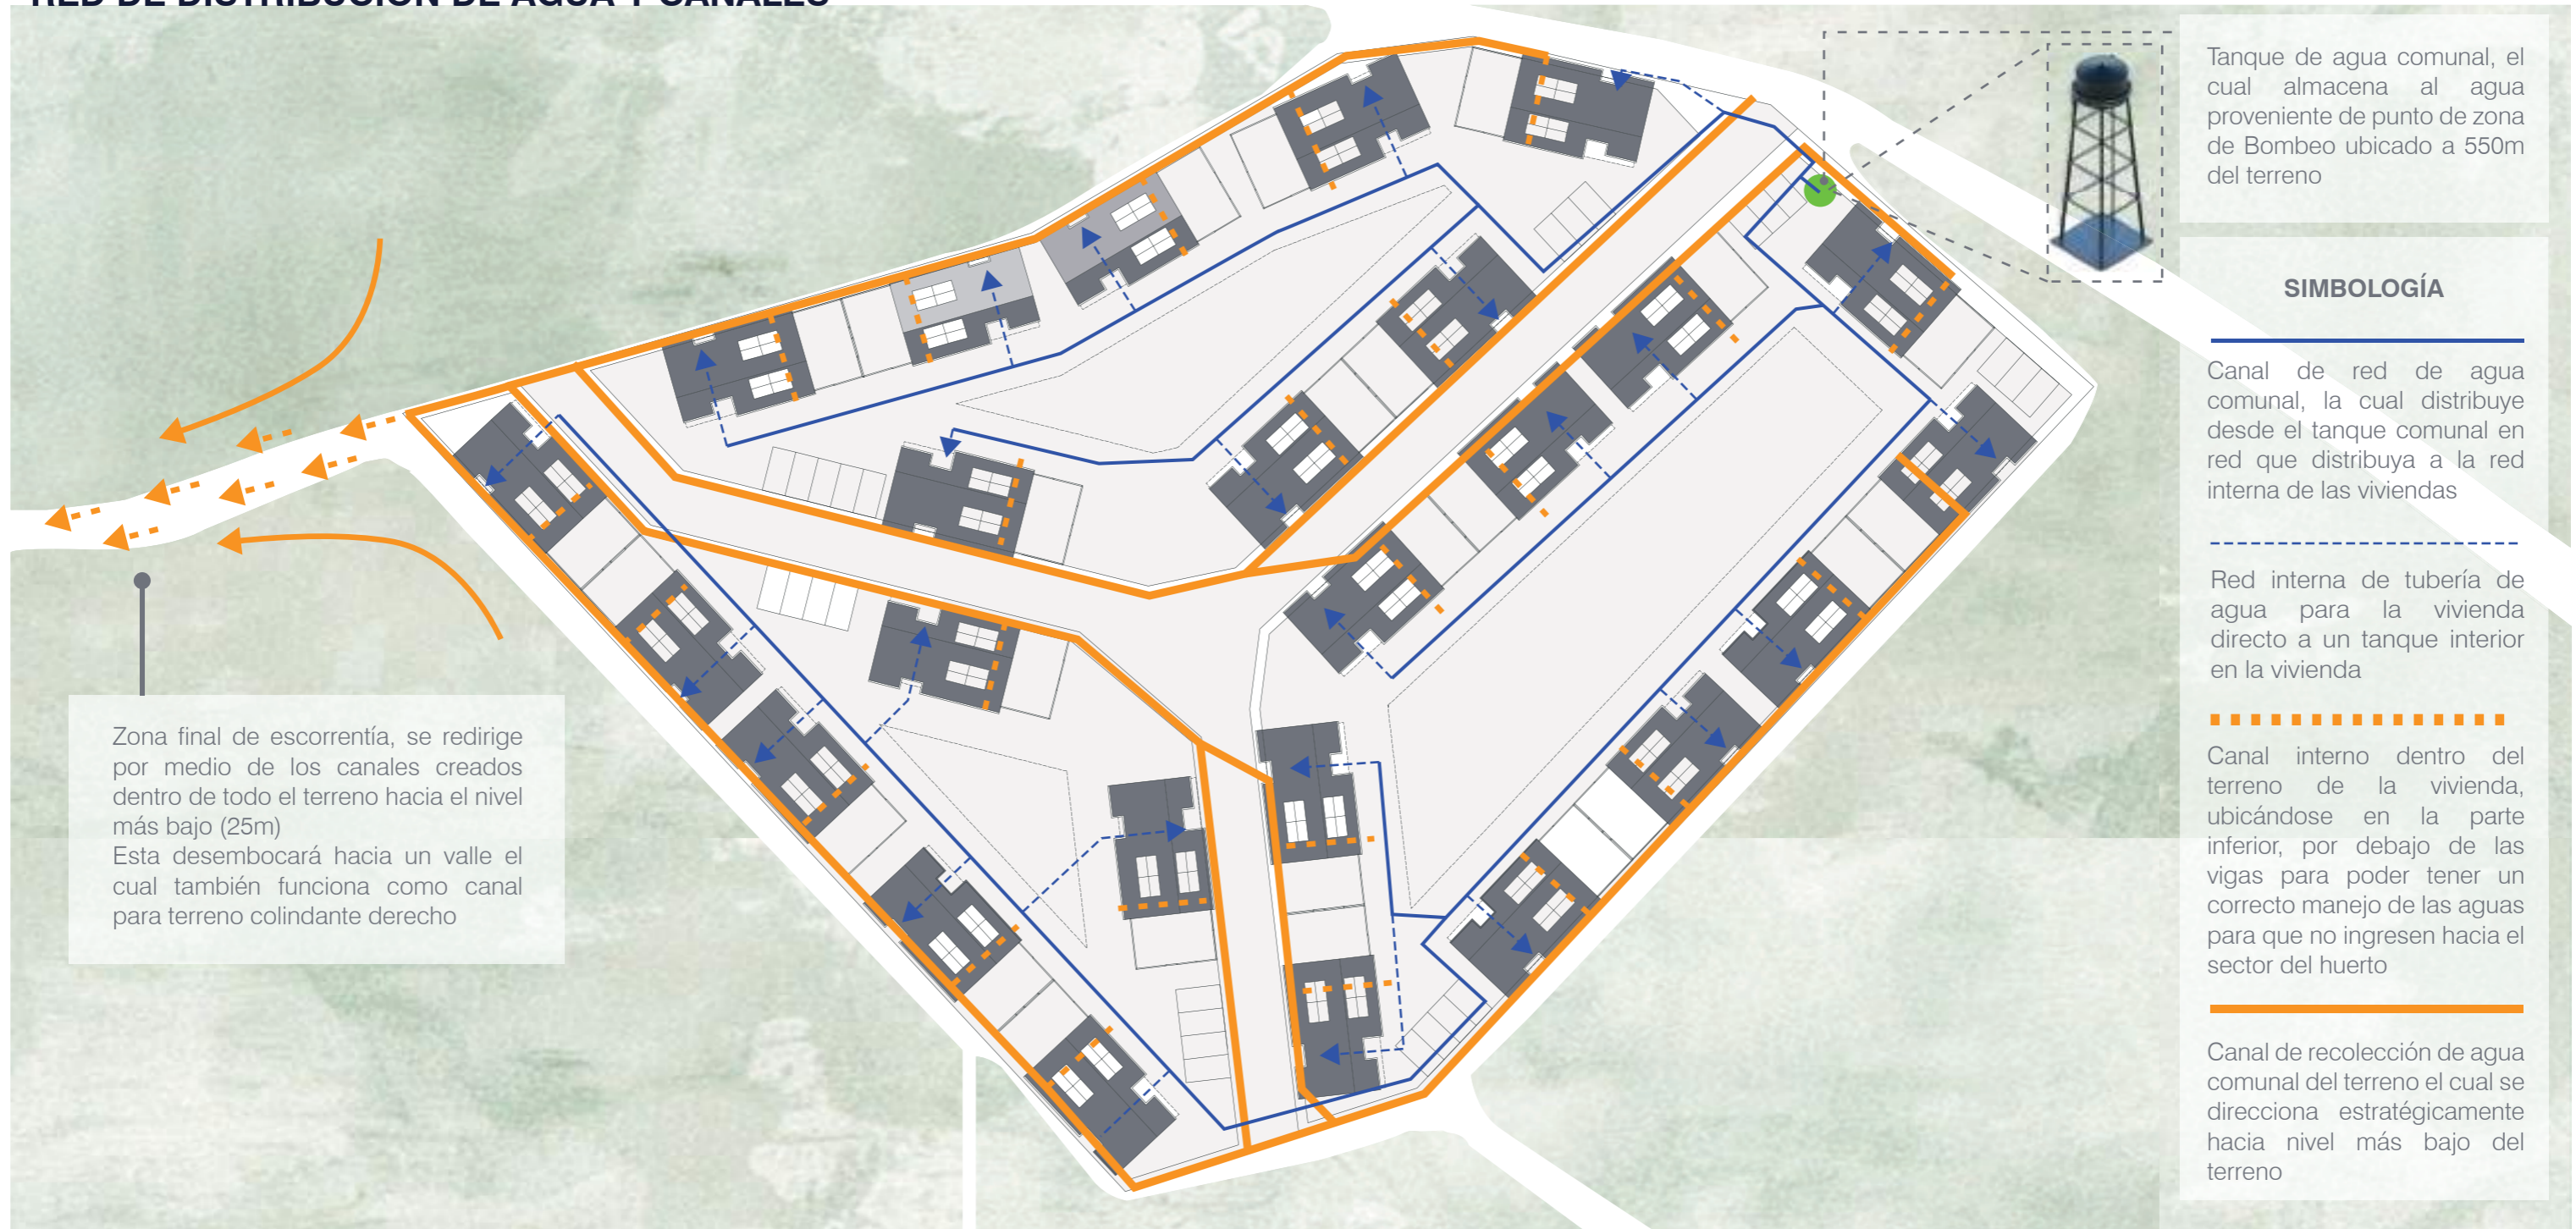 RED DE DISTRIBUCIÓN DE AGUA Y CANALES
Tanque de agua comunal, el
cual almacena al agua
proveniente de punto de zona
de Bombeo ubicado a 550m
del terreno
SIMBOLOGÍA
Canal de red de agua
comunal, la cual distribuye
desde el tanque comunal en
red que distribuya a la red
interna de las viviendas
Red interna de tubería de
agua para la vivienda
directo a un tanque interior
en la vivienda
Canal interno dentro del
terreno de la vivienda,
ubicándose en la parte
inferior, por debajo de las
vigas para poder tener un
correcto manejo de las aguas
para que no ingresen hacia el
sector del huerto
Canal de recolección de agua
comunal del terreno el cual se
direcciona estratégicamente
hacia nivel más bajo del
terreno
Zona final de escorrentía, se redirige
por medio de los canales creados
dentro de todo el terreno hacia el nivel
más bajo (25m)
Esta desembocará hacia un valle el
cual también funciona como canal
para terreno colindante derecho